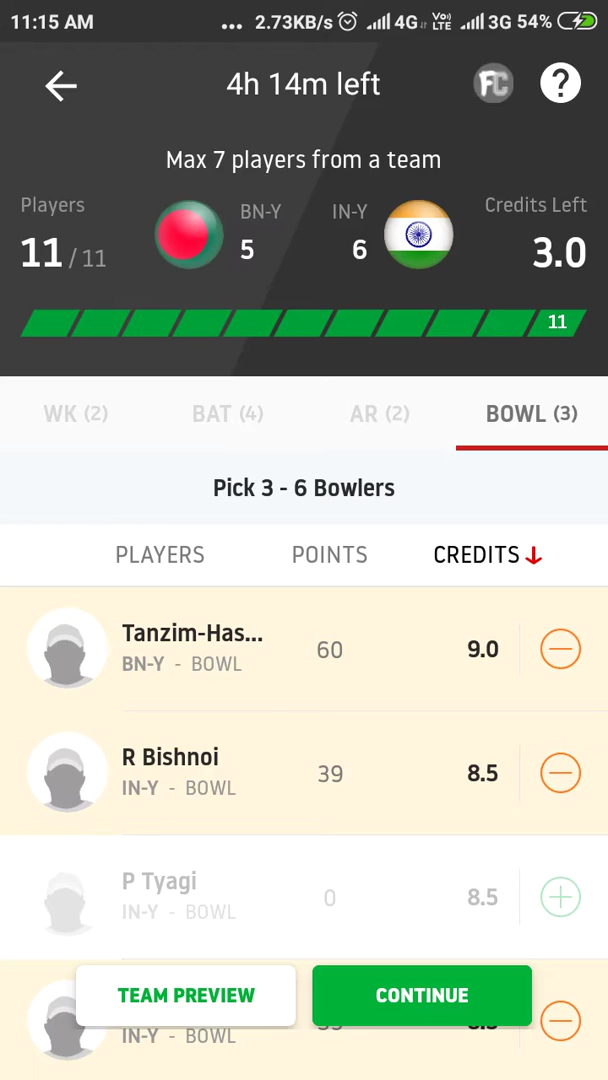 11:15 AM ... 2.73KB/s 4G VoLTE 3G 54%
4h 14m left FC ?
Max 7 players from a team
Players BN-Y IN-Y Credits Left
11 / 11 5 6 3.0
11
WK (2) BAT (4) AR (2) BOWL (3)
Pick 3 - 6 Bowlers
PLAYERS POINTS CREDITS
Tanzim-Has... 60 9.0
BN-Y - BOWL
R Bishnoi 39 8.5
IN-Y - BOWL
P Tyagi 0 8.5
IN-Y - BOWL
TEAM PREVIEW CONTINUE
IN-Y - BOWL